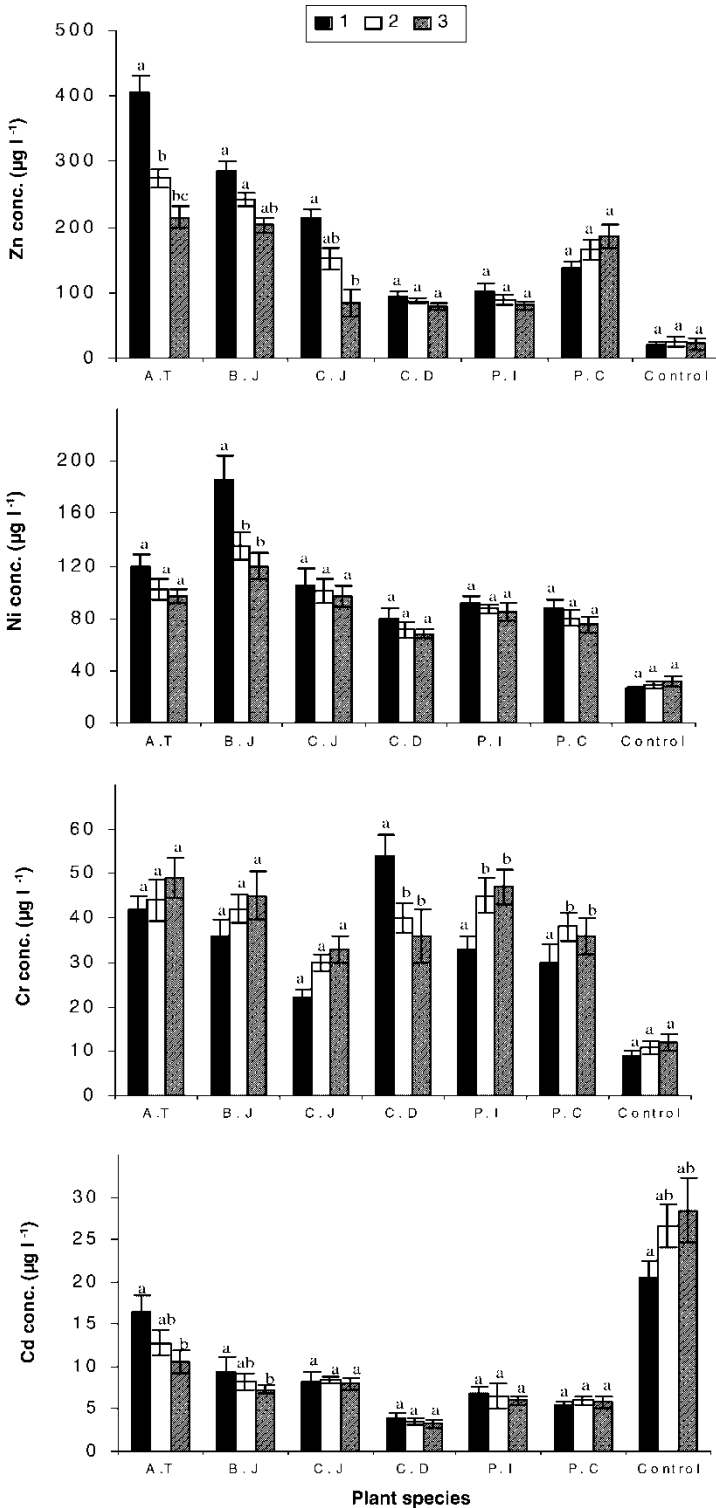 1 2 3
Zn conc. (µg l⁻¹)
500
400
300
200
100
0
a b bc
a a ab
a ab b
a a a
a a a
a a a
a a a
A.T B.J C.J C.D P.I P.C Control
Ni conc. (µg l⁻¹)
200
160
120
80
40
0
a a a
a b b
a a a
a a a
a a a
a a a
a a a
A.T B.J C.J C.D P.I P.C Control
Cr conc. (µg l⁻¹)
60
50
40
30
20
10
0
a a a
a a a
a a a
a b b
a b b
a b b
a a a
A.T B.J C.J C.D P.I P.C Control
Cd conc. (µg l⁻¹)
30
25
20
15
10
5
0
a ab b
a ab b
a a a
a a a
a a a
a a a
a ab ab
A.T B.J C.J C.D P.I P.C Control
Plant species